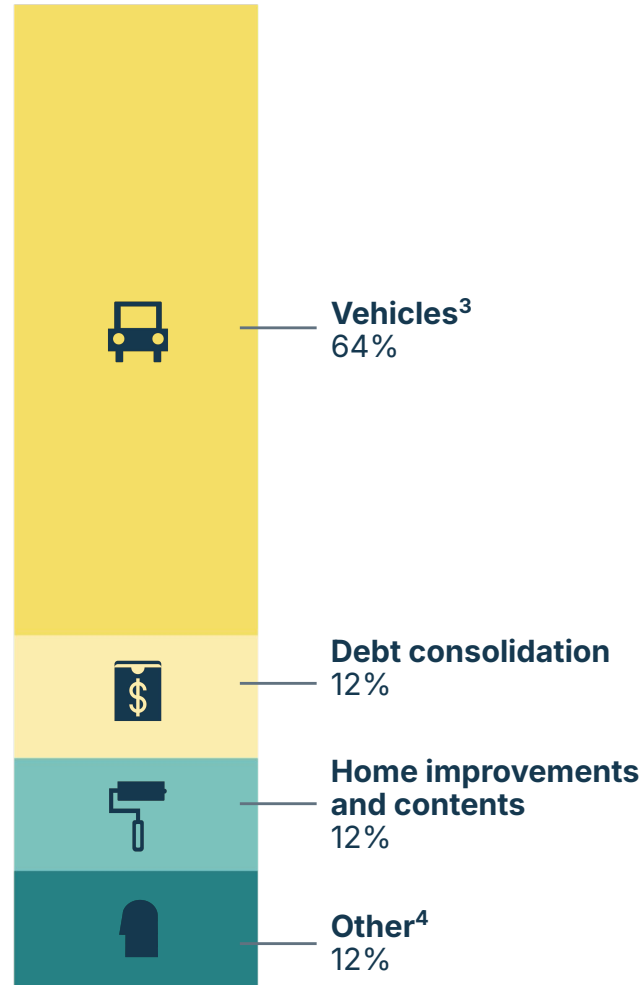 Vehicles³
64%
$
Debt consolidation
12%
Home improvements
and contents
12%
Other⁴
12%